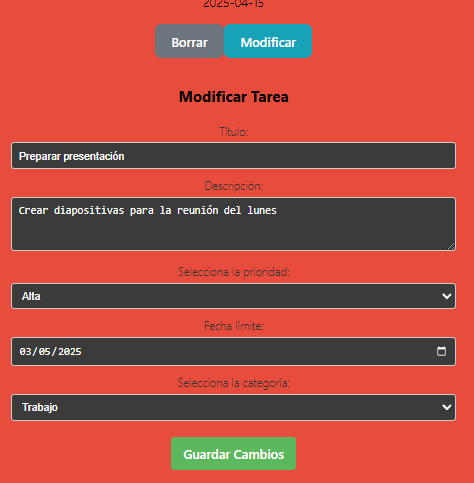 2025-04-15
Borrar Modificar
Modificar Tarea
Título:
Preparar presentación
Descripción:
Crear diapositivas para la reunión del lunes
Selecciona la prioridad:
Alta
Fecha límite:
03/05/2025
Selecciona la categoría:
Trabajo
Guardar Cambios